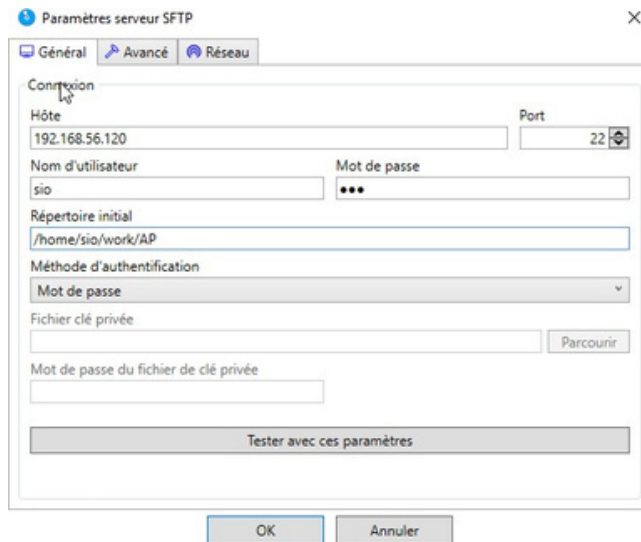 Paramètres serveur SFTP
Général Avancé Réseau
Connexion
Hôte Port
192.168.56.120 22
Nom d'utilisateur Mot de passe
sio •••
Répertoire initial
/home/sio/work/AP
Méthode d'authentification
Mot de passe
Fichier clé privée
Parcourir
Mot de passe du fichier de clé privée
Tester avec ces paramètres
OK Annuler